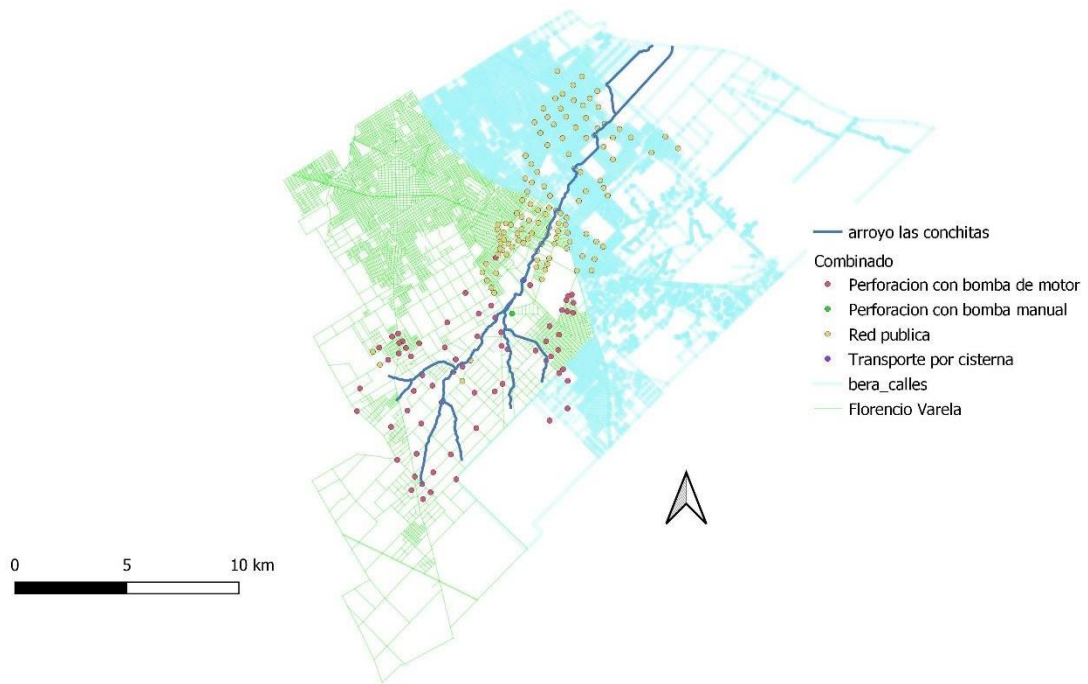 arroyo las conchitas
Combinado
Perforacion con bomba de motor
Perforacion con bomba manual
Red publica
Transporte por cisterna
bera_calles
Florencio Varela
0 5 10 km